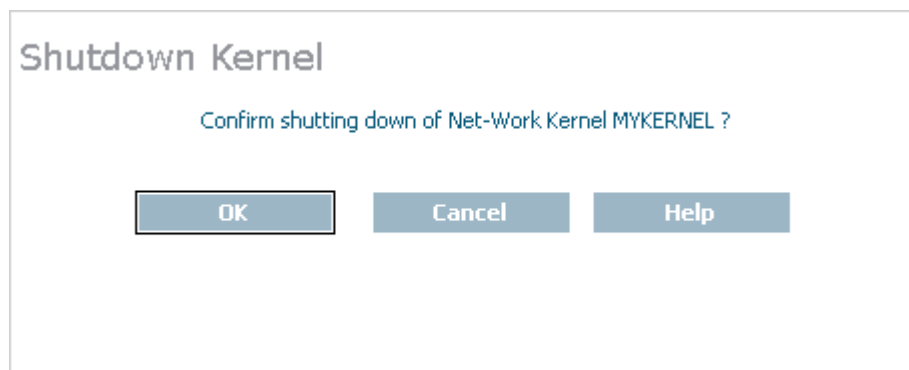 Shutdown Kernel
Confirm shutting down of Net-Work Kernel MYKERNEL ?
OK Cancel Help